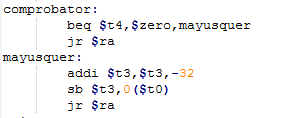 comprobator:
beq $t4,$zero,mayusquer
jr $ra
mayusquer:
addi $t3,$t3,-32
sb $t3,0($t0)
jr $ra